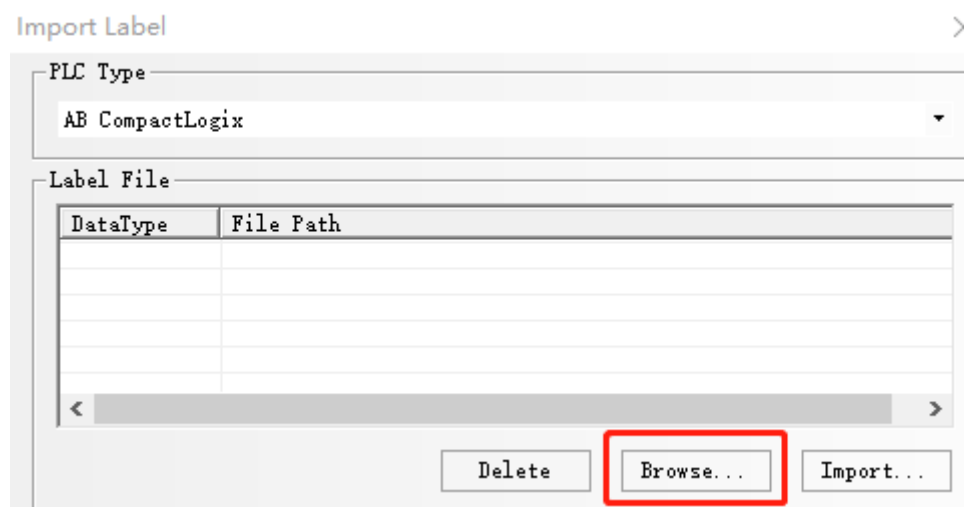 Import Label
PLC Type
AB CompactLogix
Label File
DataType File Path
Delete Browse... Import...